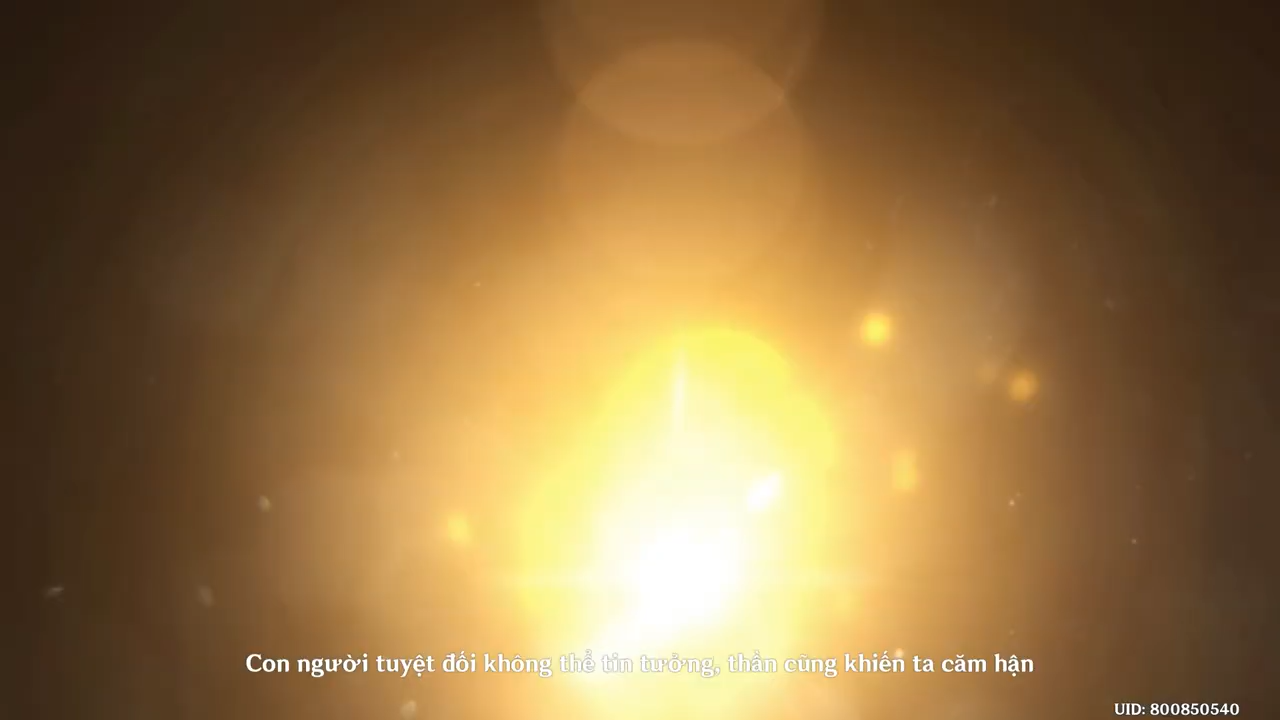 Con người tuyệt đối không thể tin tưởng, thần cũng khiến ta căm hận
UID: 800850540